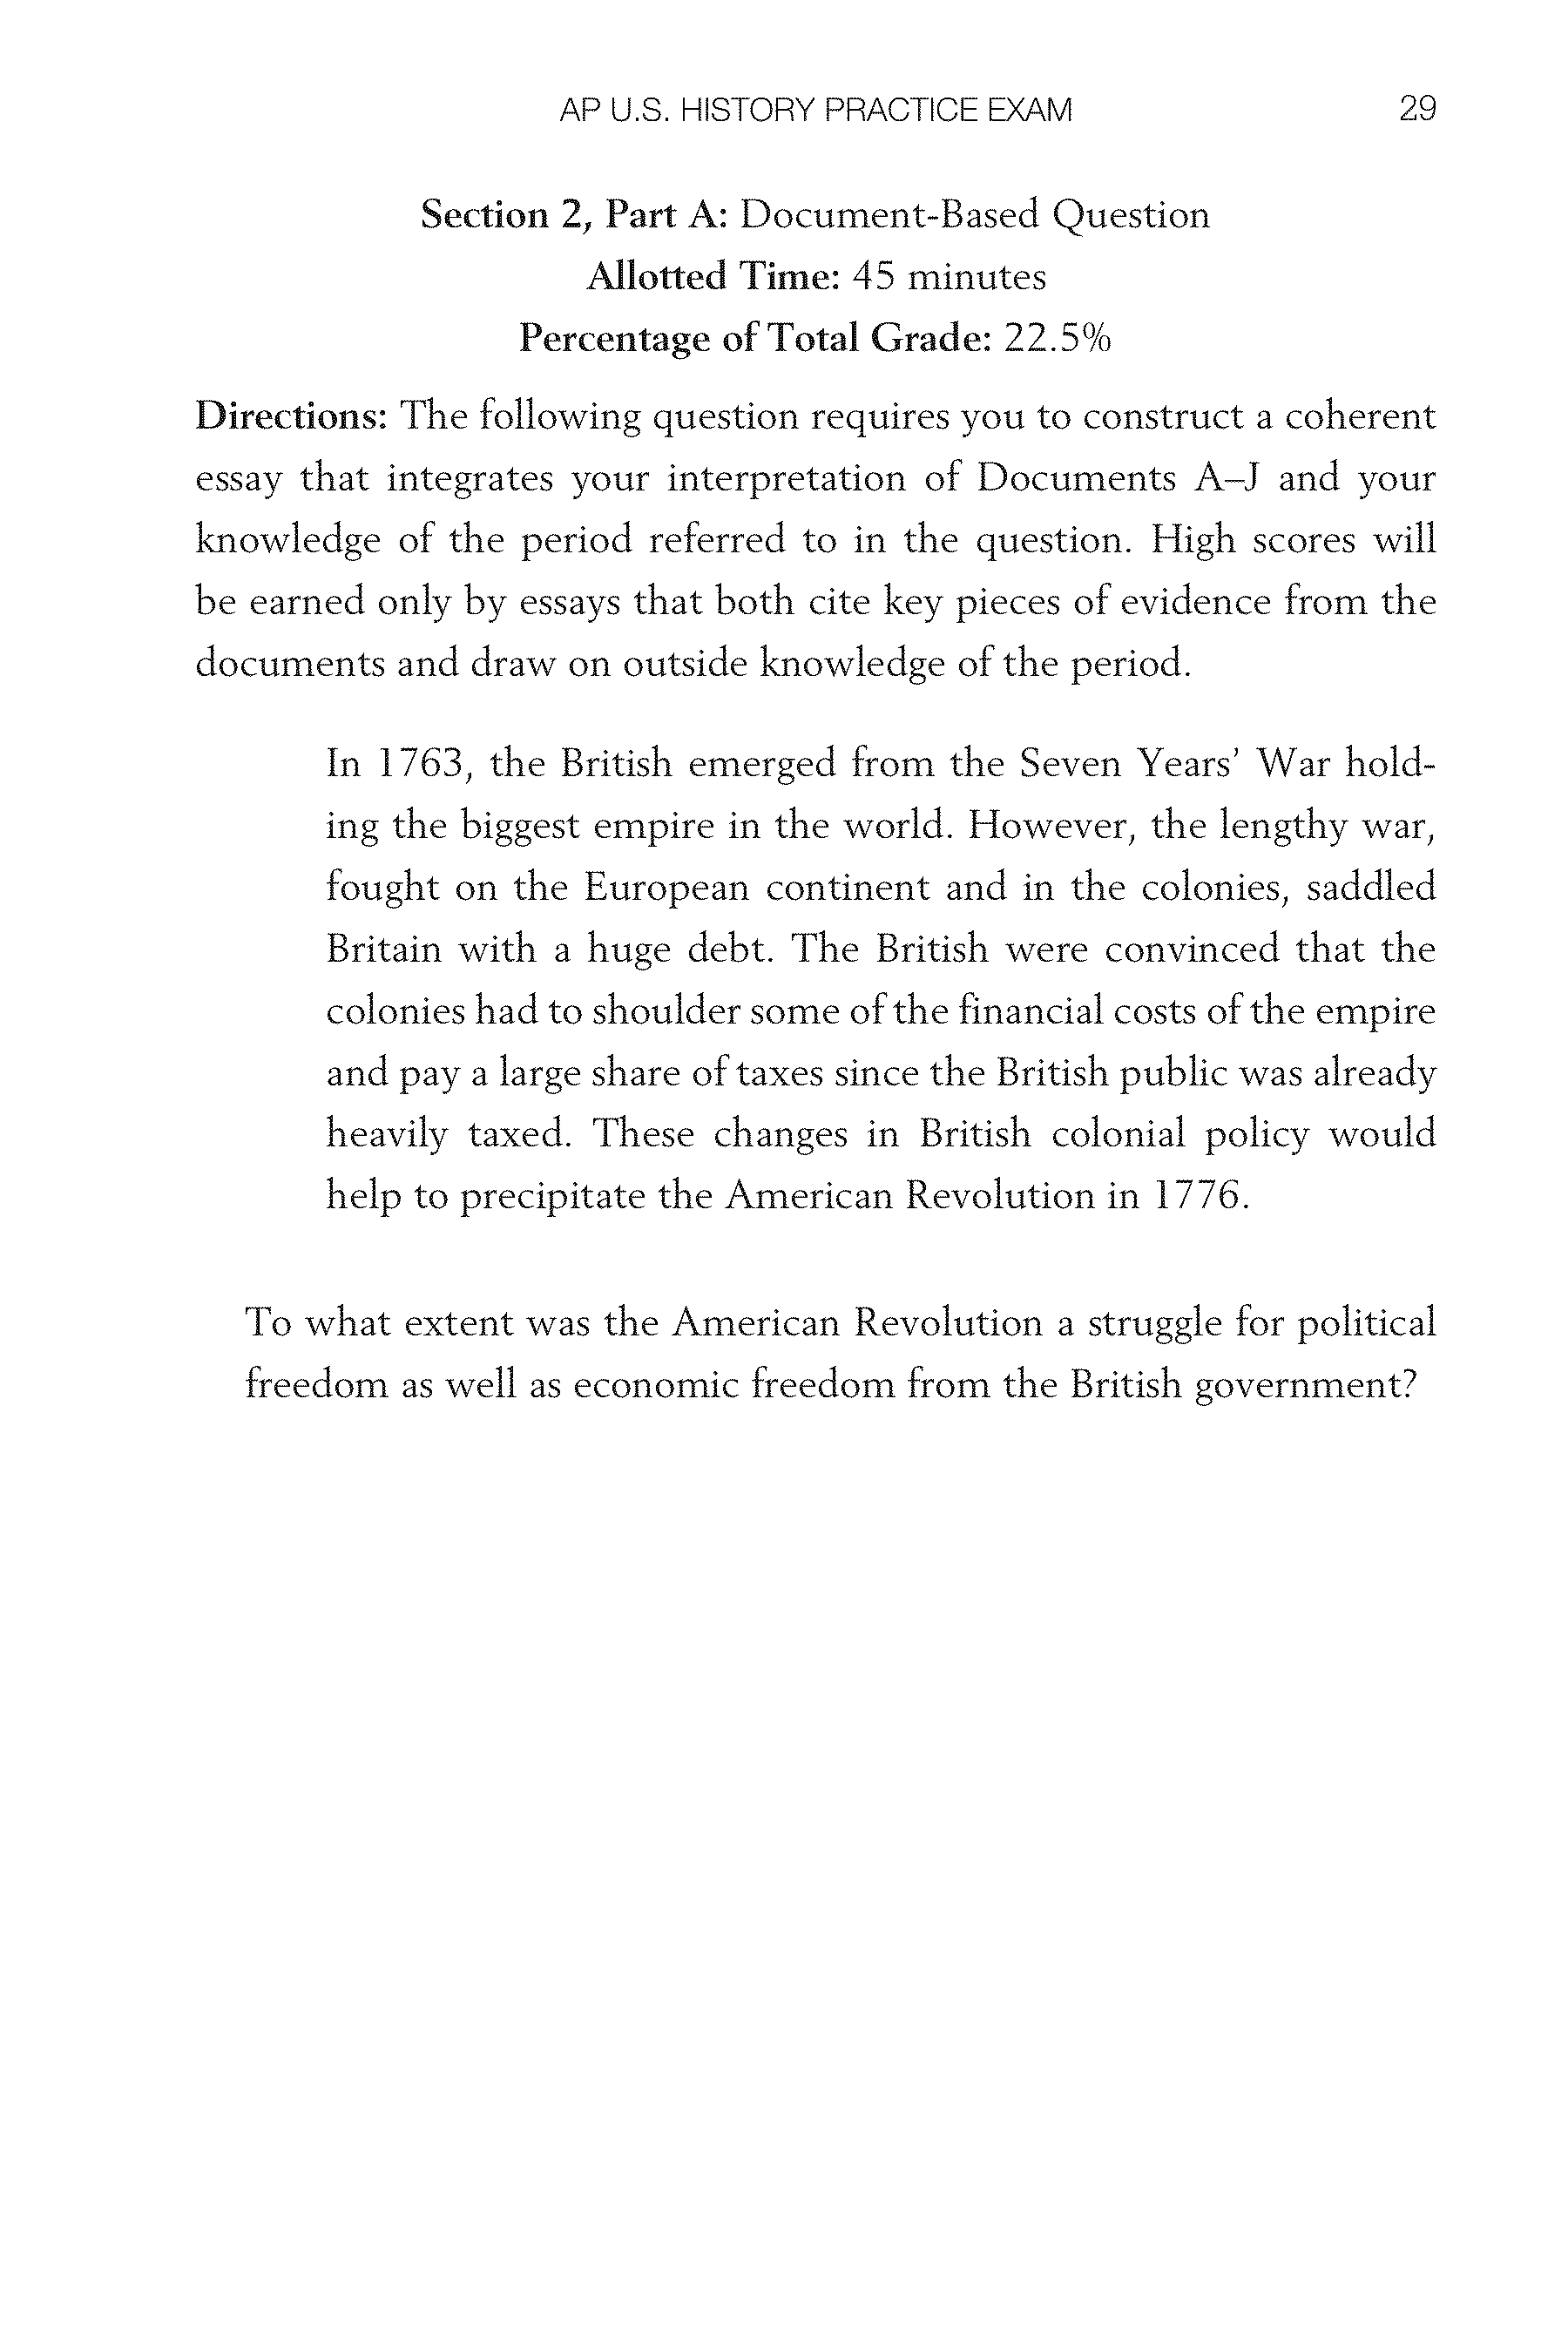 AP U.S. HISTORY PRACTICE EXAM 29
Section 2, Part A: Document-Based Question
Allotted Time: 45 minutes
Percentage of Total Grade: 22.5%
Directions: The following question requires you to construct a coherent
essay that integrates your interpretation of Documents A–J and your
knowledge of the period referred to in the question. High scores will
be earned only by essays that both cite key pieces of evidence from the
documents and draw on outside knowledge of the period.
In 1763, the British emerged from the Seven Years’ War hold-
ing the biggest empire in the world. However, the lengthy war,
fought on the European continent and in the colonies, saddled
Britain with a huge debt. The British were convinced that the
colonies had to shoulder some of the financial costs of the empire
and pay a large share of taxes since the British public was already
heavily taxed. These changes in British colonial policy would
help to precipitate the American Revolution in 1776.
To what extent was the American Revolution a struggle for political
freedom as well as economic freedom from the British government?